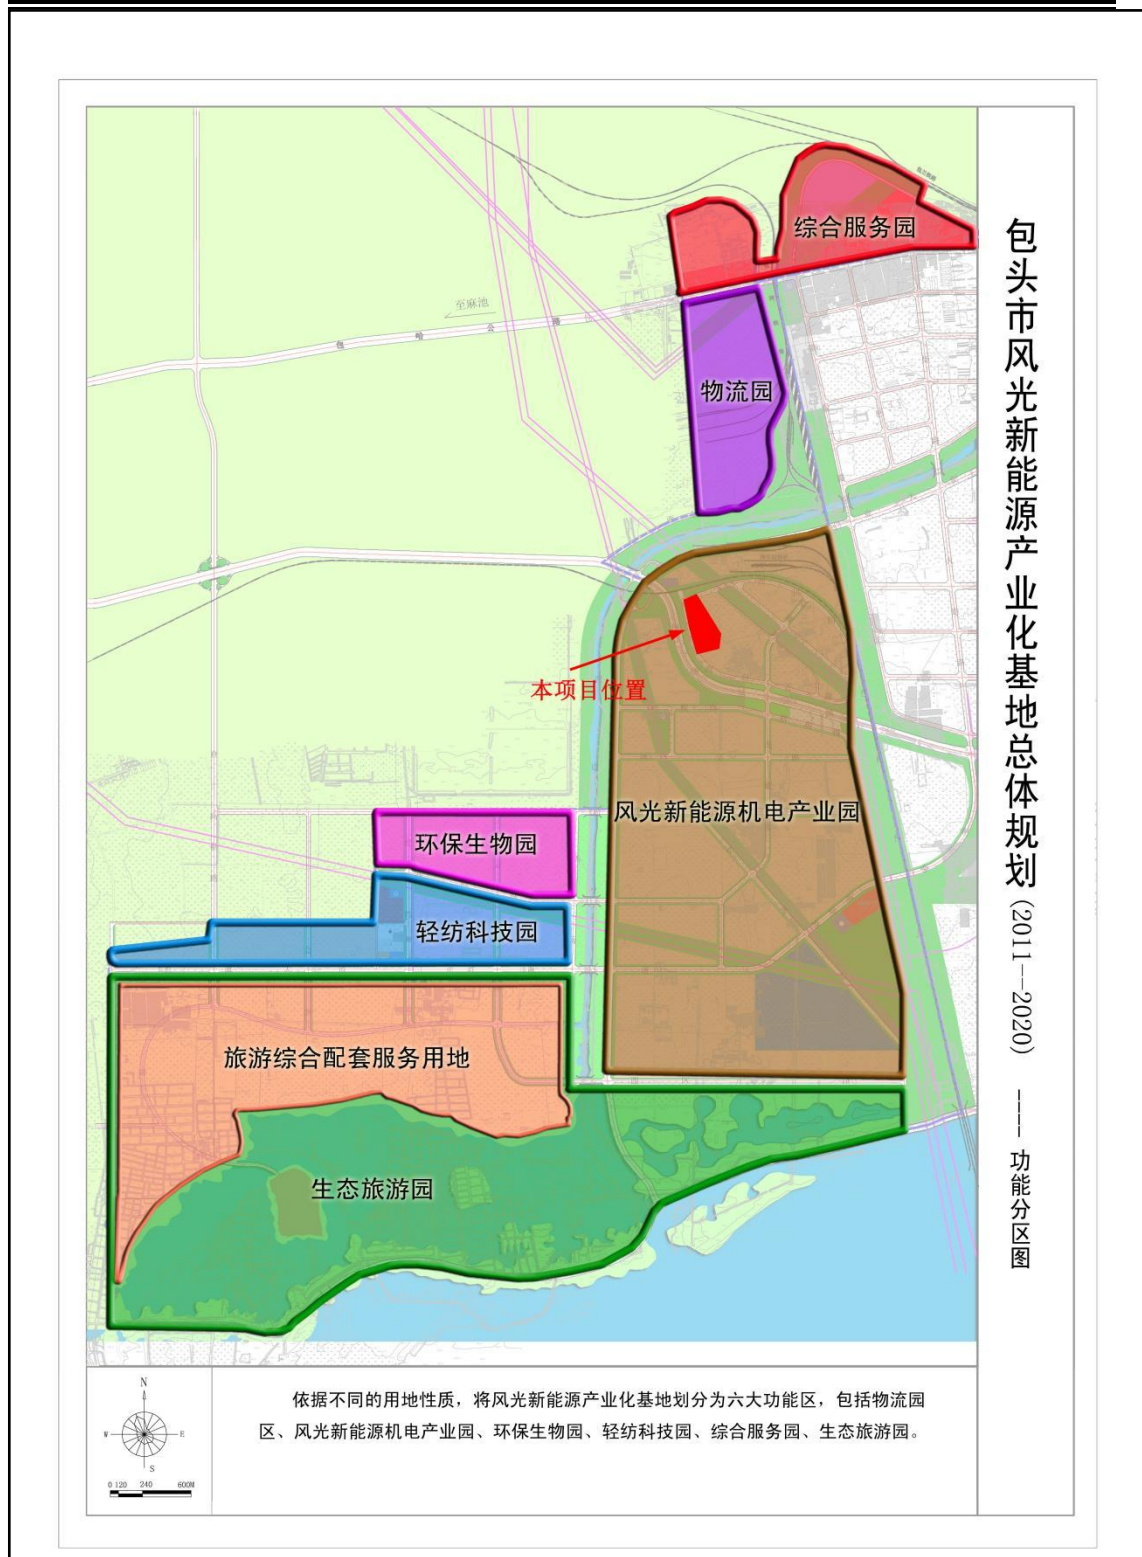 包头市风光新能源产业化基地总体规划(2011—2020) —— 功能分区图
综合服务园
至麻池
包 哈 公 路
物流园
本项目位置
风光新能源机电产业园
环保生物园
轻纺科技园
旅游综合配套服务用地
生态旅游园
依据不同的用地性质，将风光新能源产业化基地划分为六大功能区，包括物流园
区、风光新能源机电产业园、环保生物园、轻纺科技园、综合服务园、生态旅游园。
N
W
E
S
0 120 240 600M